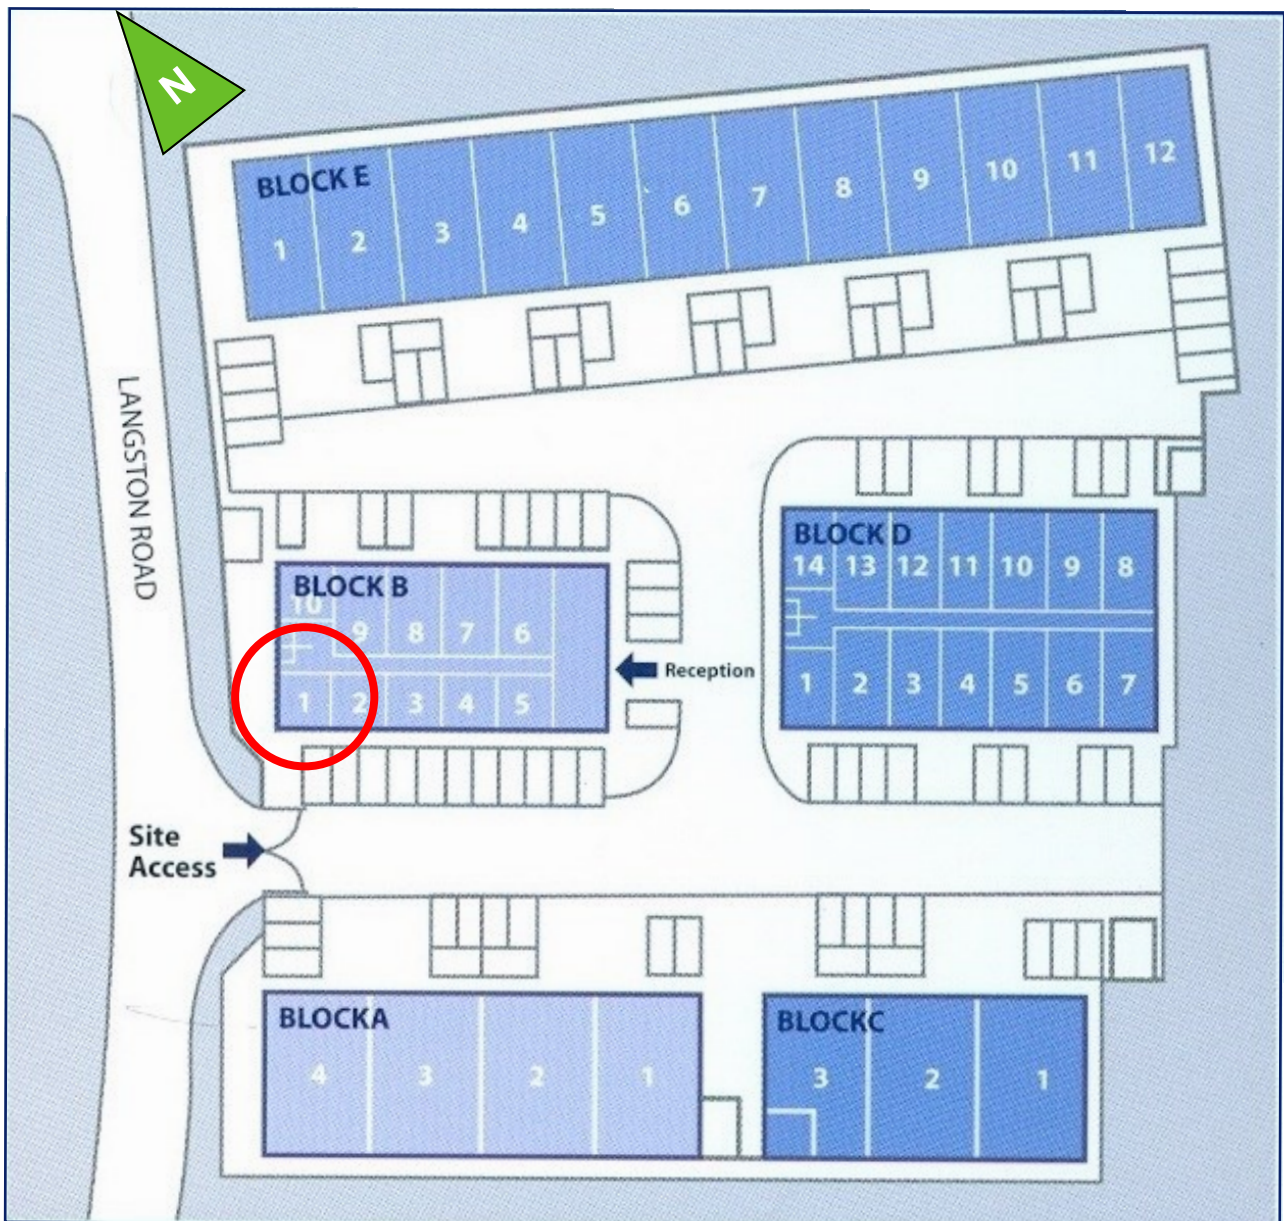 N
BLOCK E
1 2 3 4 5 6 7 8 9 10 11 12
LANGSTON ROAD
BLOCK B
10
9 8 7 6
1 2 3 4 5
Reception
BLOCK D
14 13 12 11 10 9 8
1 2 3 4 5 6 7
Site
Access
BLOCKA
4 3 2 1
BLOCKC
3 2 1